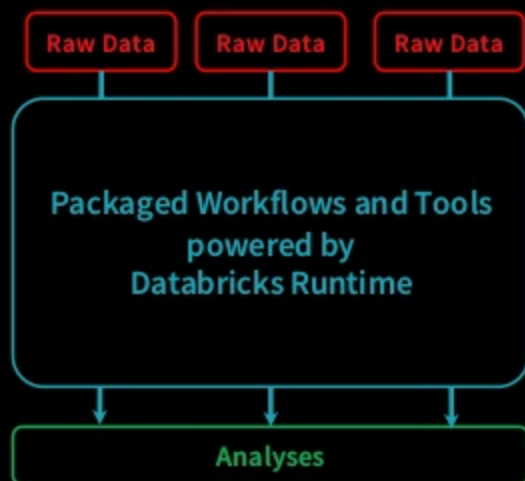 Raw Data Raw Data Raw Data
Packaged Workflows and Tools
powered by
Databricks Runtime
Analyses